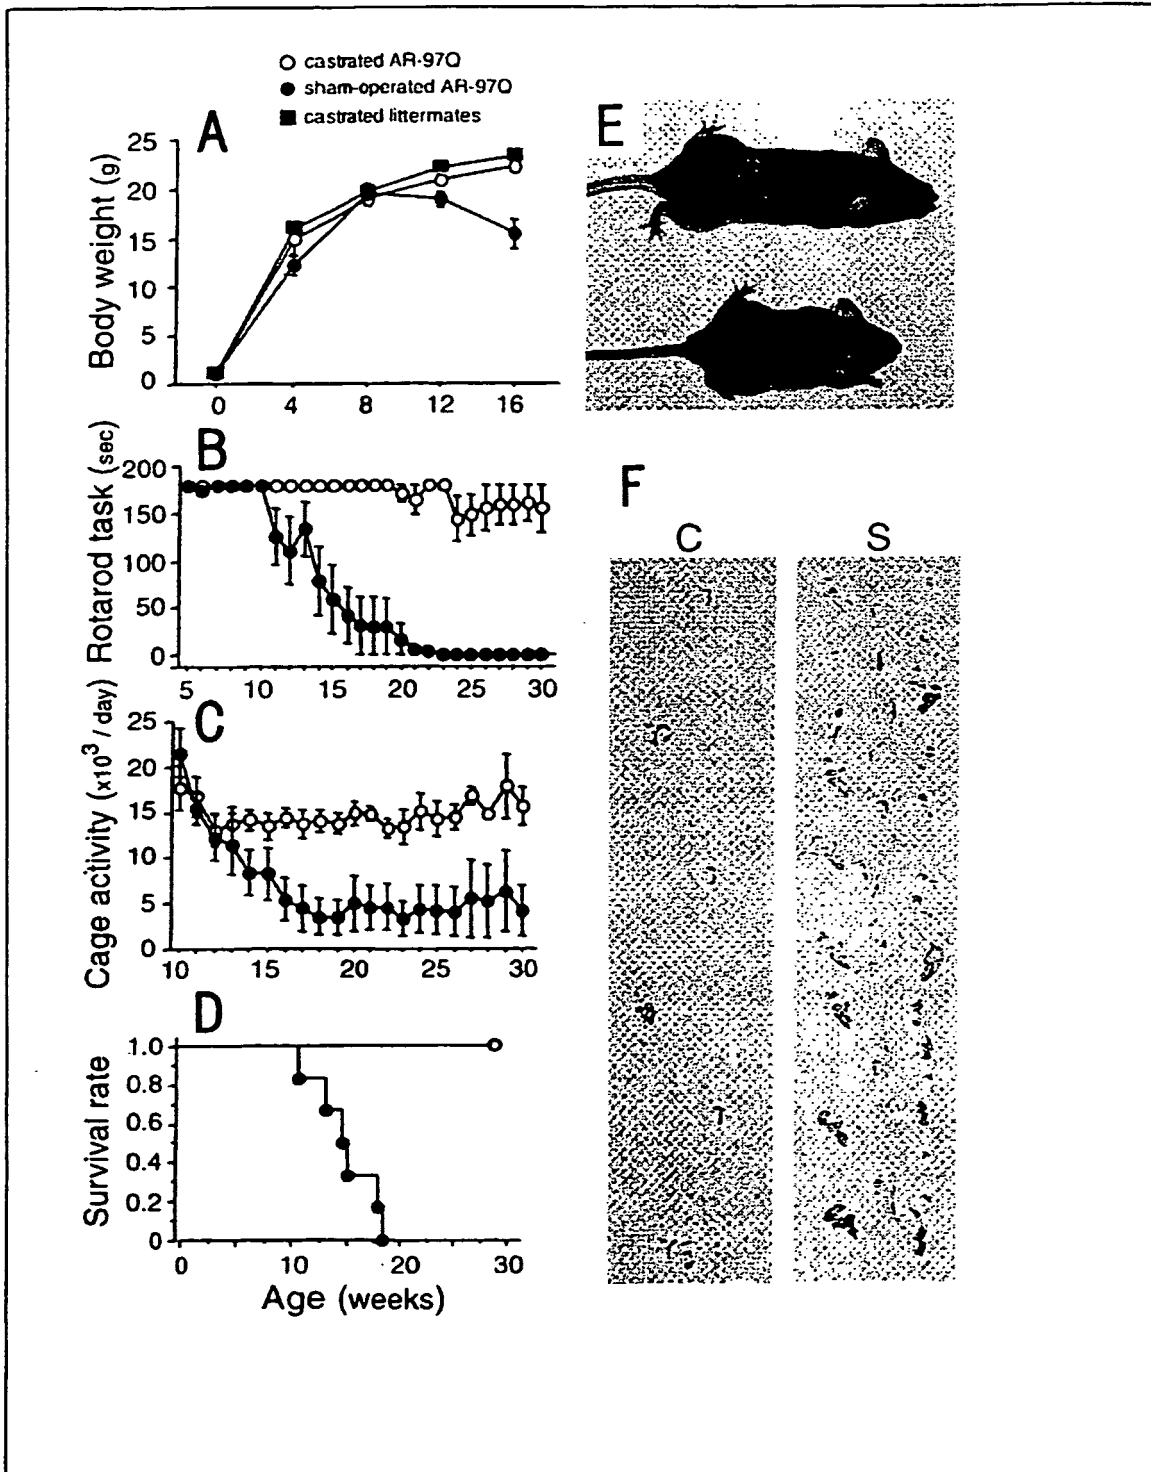 castrated AR-97Q
sham-operated AR-97Q
castrated littermates
A
Body weight (g)
25
20
15
10
5
0
0 4 8 12 16
B
Rotarod task (sec)
200
150
100
50
0
5 10 15 20 25 30
C
Cage activity (x10³ / day)
25
20
15
10
5
0
10 15 20 25 30
D
Survival rate
1.0
0.8
0.6
0.4
0.2
0
0 10 20 30
Age (weeks)
E
F
C S